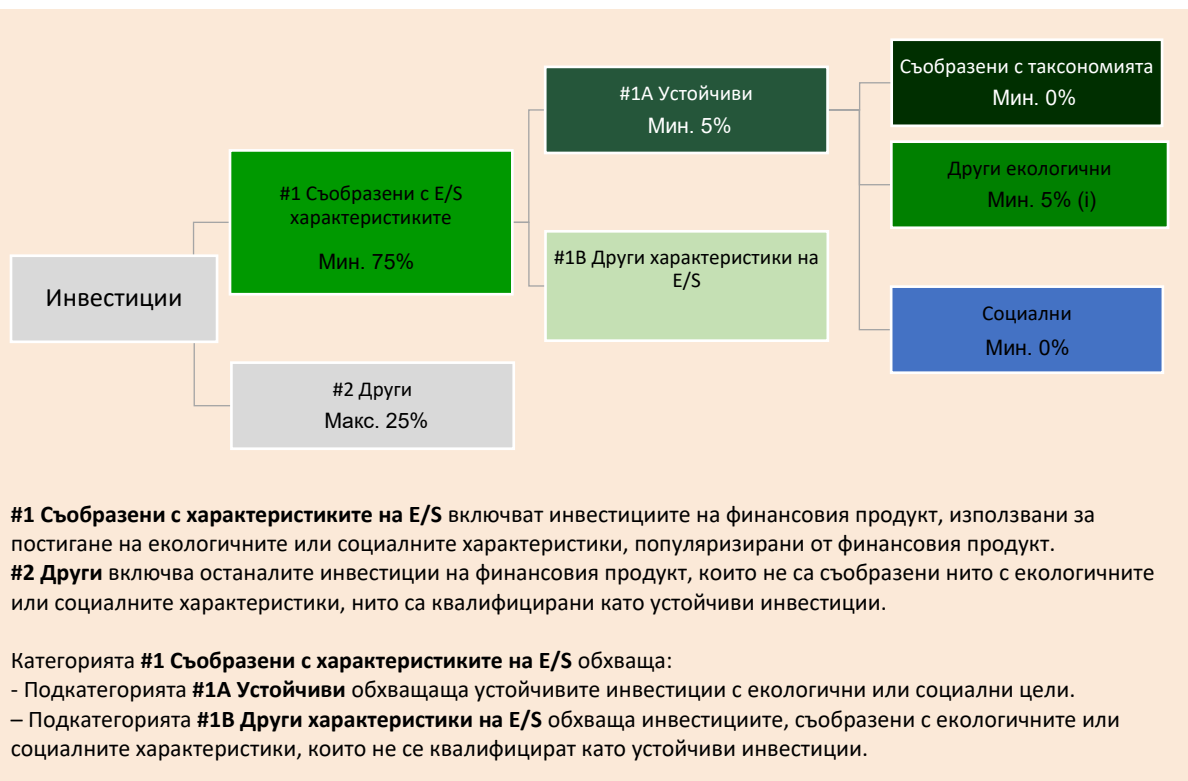 Инвестиции
#1 Съобразени с E/S
характеристиките
Мин. 75%
#2 Други
Макс. 25%
#1A Устойчиви
Мин. 5%
#1B Други характеристики на
E/S
Съобразени с таксономията
Мин. 0%
Други екологични
Мин. 5% (i)
Социални
Мин. 0%
#1 Съобразени с характеристиките на E/S включват инвестициите на финансовия продукт, използвани за
постигане на екологичните или социалните характеристики, популяризирани от финансовия продукт.
#2 Други включва останалите инвестиции на финансовия продукт, които не са съобразени нито с екологичните
или социалните характеристики, нито са квалифицирани като устойчиви инвестиции.
Категорията #1 Съобразени с характеристиките на E/S обхваща:
- Подкатегорията #1A Устойчиви обхващаща устойчивите инвестиции с екологични или социални цели.
– Подкатегорията #1B Други характеристики на E/S обхваща инвестициите, съобразени с екологичните или
социалните характеристики, които не се квалифицират като устойчиви инвестиции.